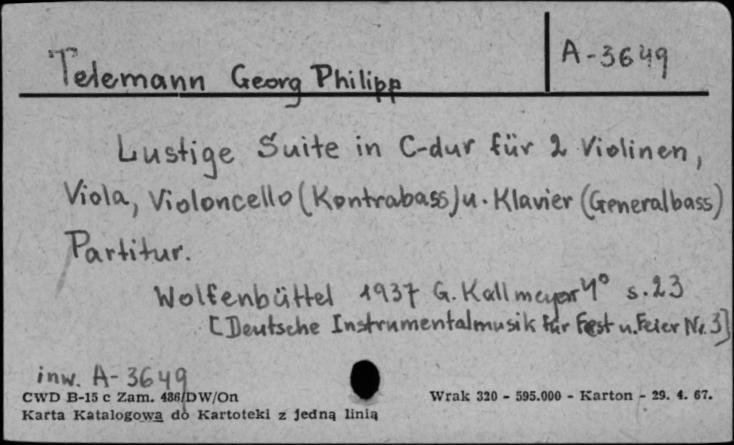 Telemann Georg Philipp
A-3649
Lustige Suite in C-dur für 2 Violinen,
Viola, Violoncello (Kontrabass) u. Klavier (Generalbass)
Partitur.
Wolfenbüttel 1937 G. Kallmeyer 4° s. 23
[Deutsche Instrumentalmusik für Fest u. Feier Nr. 3]
inw. A-3649
CWD B-15 c Zam. 486/DW/On
Wrak 320 - 595.000 - Karton - 29. 4. 67.
Karta Katalogowa do Kartoteki z jedną linią